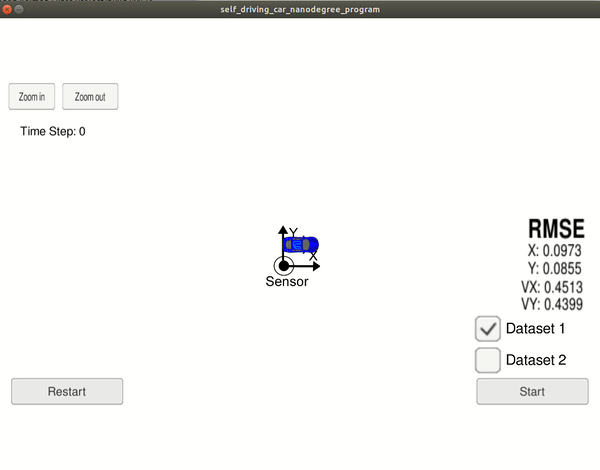 self_driving_car_nanodegree_program
Zoom in
Zoom out
Time Step: 0
Y
X
Sensor
RMSE
X: 0.0973
Y: 0.0855
VX: 0.4513
VY: 0.4399
Dataset 1
Dataset 2
Restart
Start